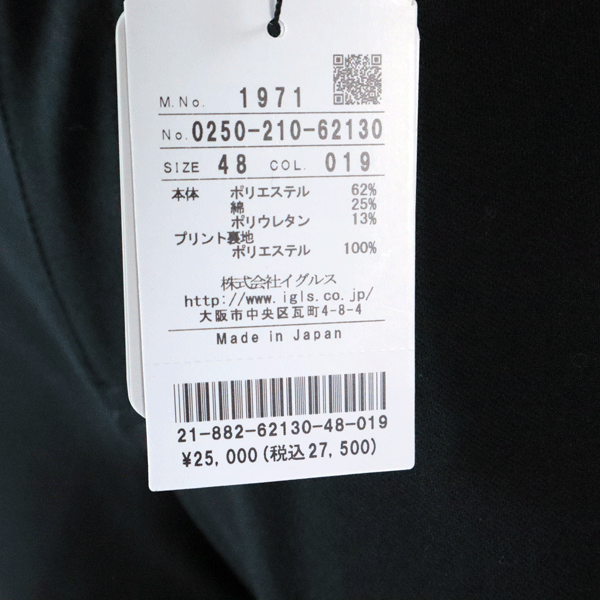 M.No. 1971
No.0250-210-62130
SIZE 48 COL. 019
本体 ポリエステル 62%
綿 25%
ポリウレタン 13%
プリント裏地
ポリエステル 100%
株式会社イグルス
http://www.igls.co.jp/
大阪市中央区瓦町4-8-4
Made in Japan
21-882-62130-48-019
¥25,000(税込27,500)